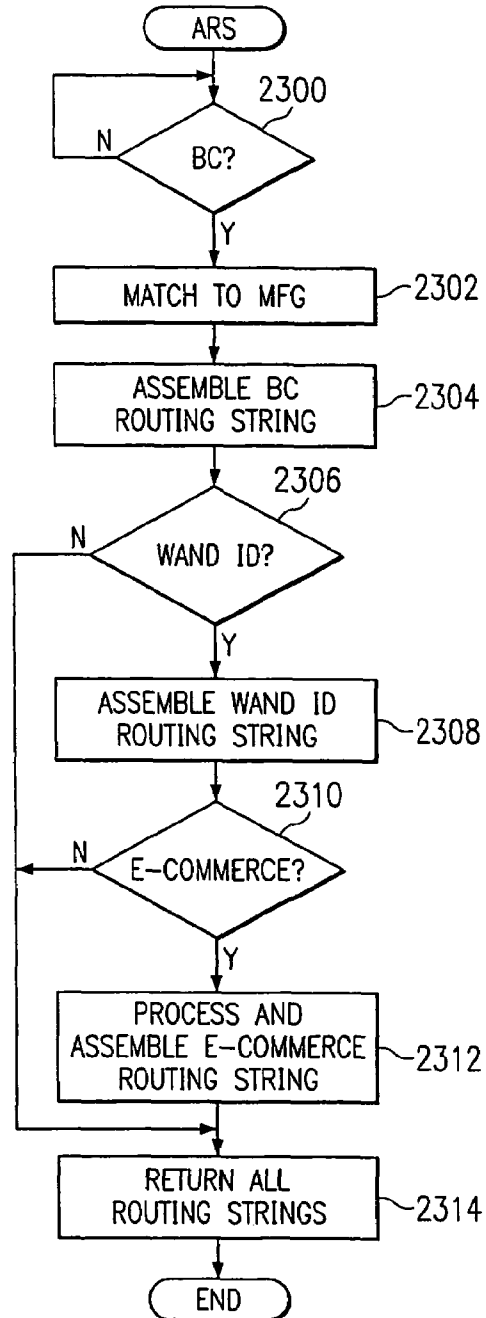 ARS
2300
N
BC?
Y
MATCH TO MFG
2302
ASSEMBLE BC
ROUTING STRING
2304
2306
N
WAND ID?
Y
ASSEMBLE WAND ID
ROUTING STRING
2308
2310
N
E-COMMERCE?
Y
PROCESS AND
ASSEMBLE E-COMMERCE
ROUTING STRING
2312
RETURN ALL
ROUTING STRINGS
2314
END